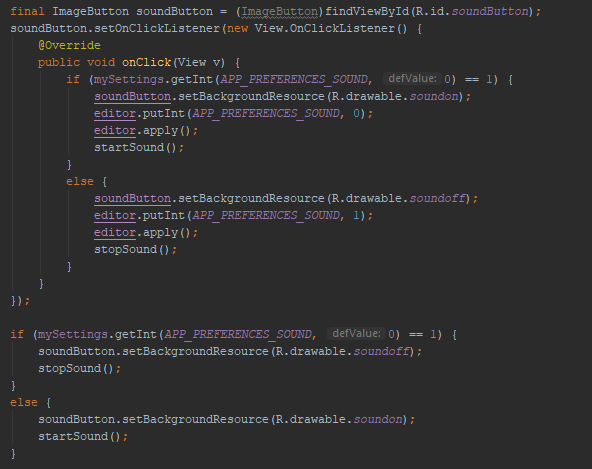 final ImageButton soundButton = (ImageButton)findViewById(R.id.soundButton);
soundButton.setOnClickListener(new View.OnClickListener() {
    @Override
    public void onClick(View v) {
        if (mySettings.getInt(APP_PREFERENCES_SOUND, defValue: 0) == 1) {
            soundButton.setBackgroundResource(R.drawable.soundon);
            editor.putInt(APP_PREFERENCES_SOUND, 0);
            editor.apply();
            startSound();
        }
        else {
            soundButton.setBackgroundResource(R.drawable.soundoff);
            editor.putInt(APP_PREFERENCES_SOUND, 1);
            editor.apply();
            stopSound();
        }
    }
});

if (mySettings.getInt(APP_PREFERENCES_SOUND, defValue: 0) == 1) {
    soundButton.setBackgroundResource(R.drawable.soundoff);
    stopSound();
}
else {
    soundButton.setBackgroundResource(R.drawable.soundon);
    startSound();
}